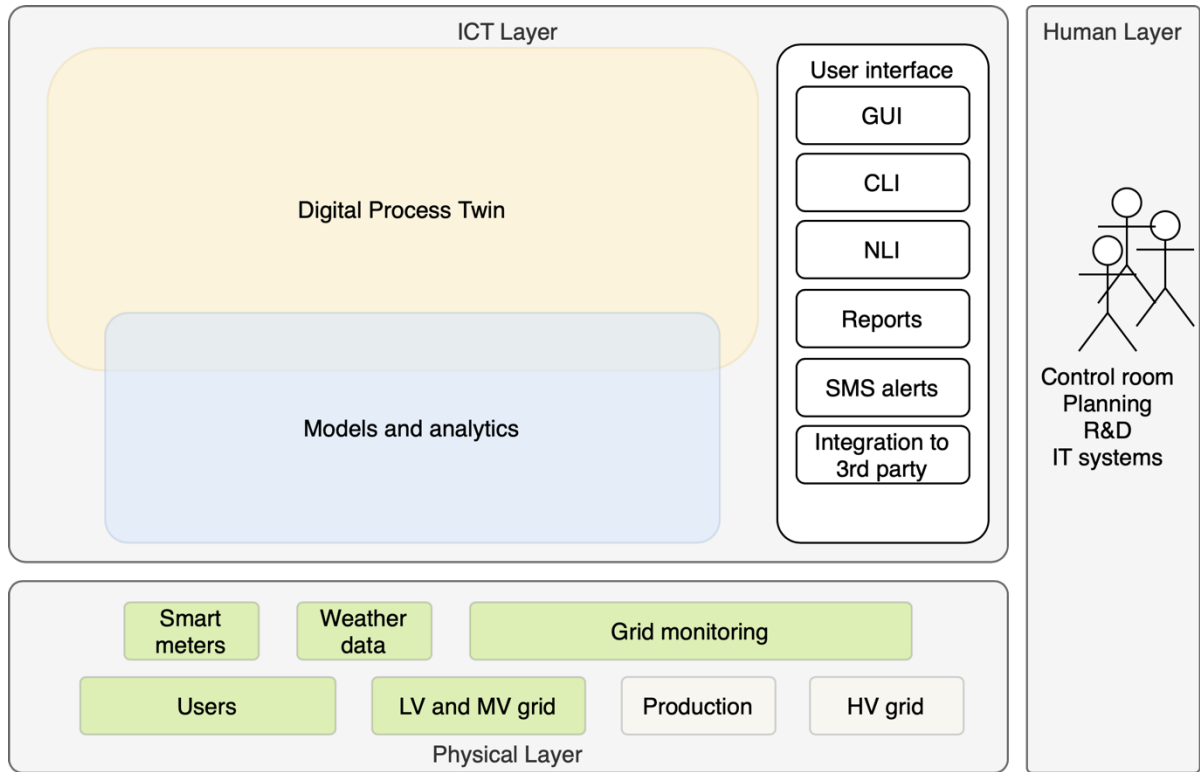 ICT Layer
Human Layer
User interface
GUI
CLI
NLI
Reports
SMS alerts
Integration to
3rd party
Digital Process Twin
Models and analytics
Control room
Planning
R&D
IT systems
Smart
meters
Weather
data
Grid monitoring
Users
LV and MV grid
Production
HV grid
Physical Layer